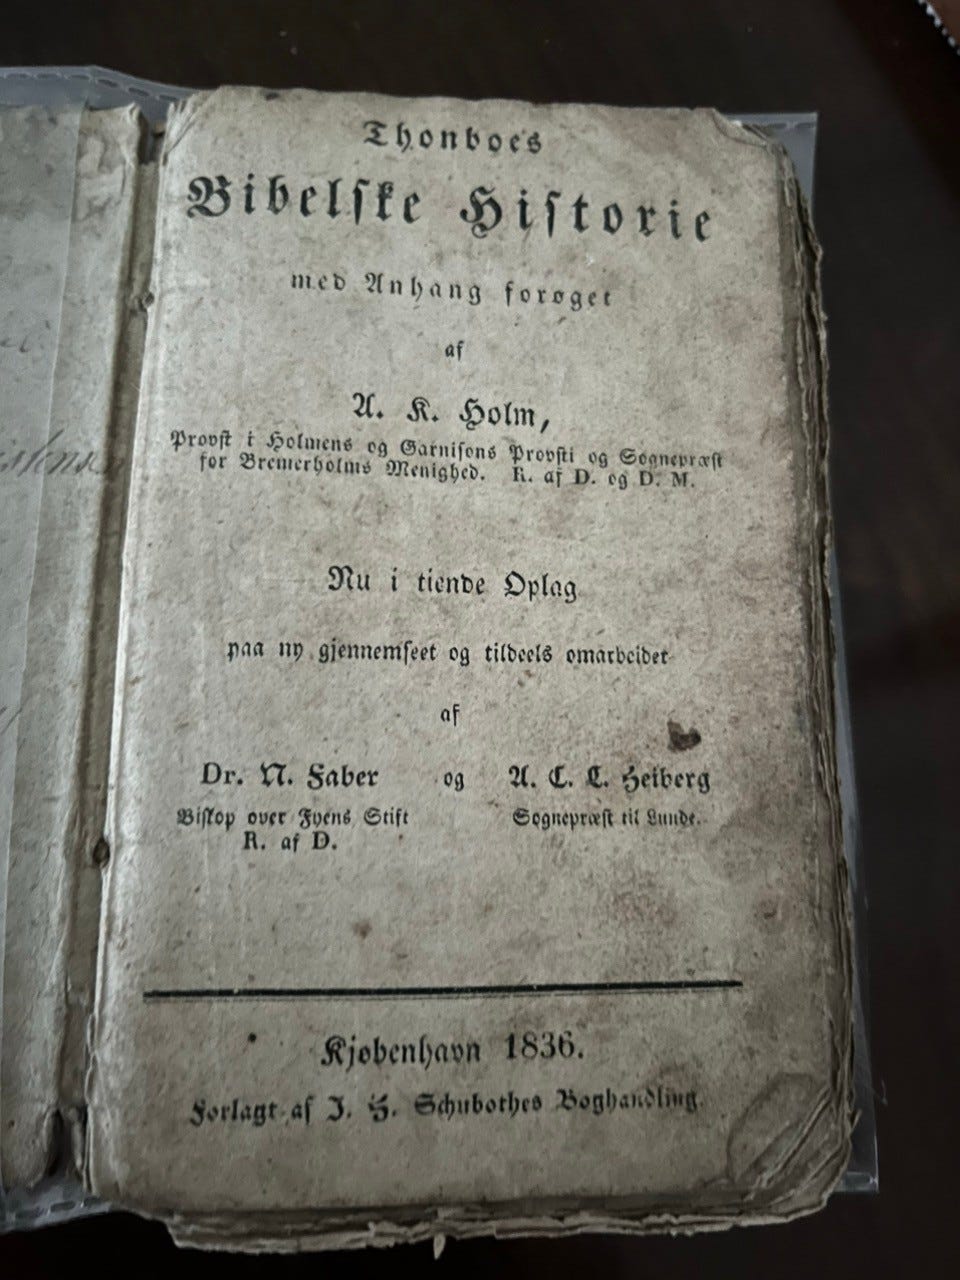 Thonboes
Bibelske Historie
med Anhang forøget
af
A. K. Holm,
Provst i Holmens og Garnisons Provsti og Sognepræst
for Bremerholms Menighed. R. af D. og D. M.
Nu i tiende Oplag
paa ny gjennemseet og tildeels omarbeidet
af
Dr. N. Faber og A. C. C. Heiberg
Biskop over Fyens Stift Sognepræst til Lunde.
R. af D.
Kjøbenhavn 1836.
Forlagt af J. H. Schubothes Boghandling.